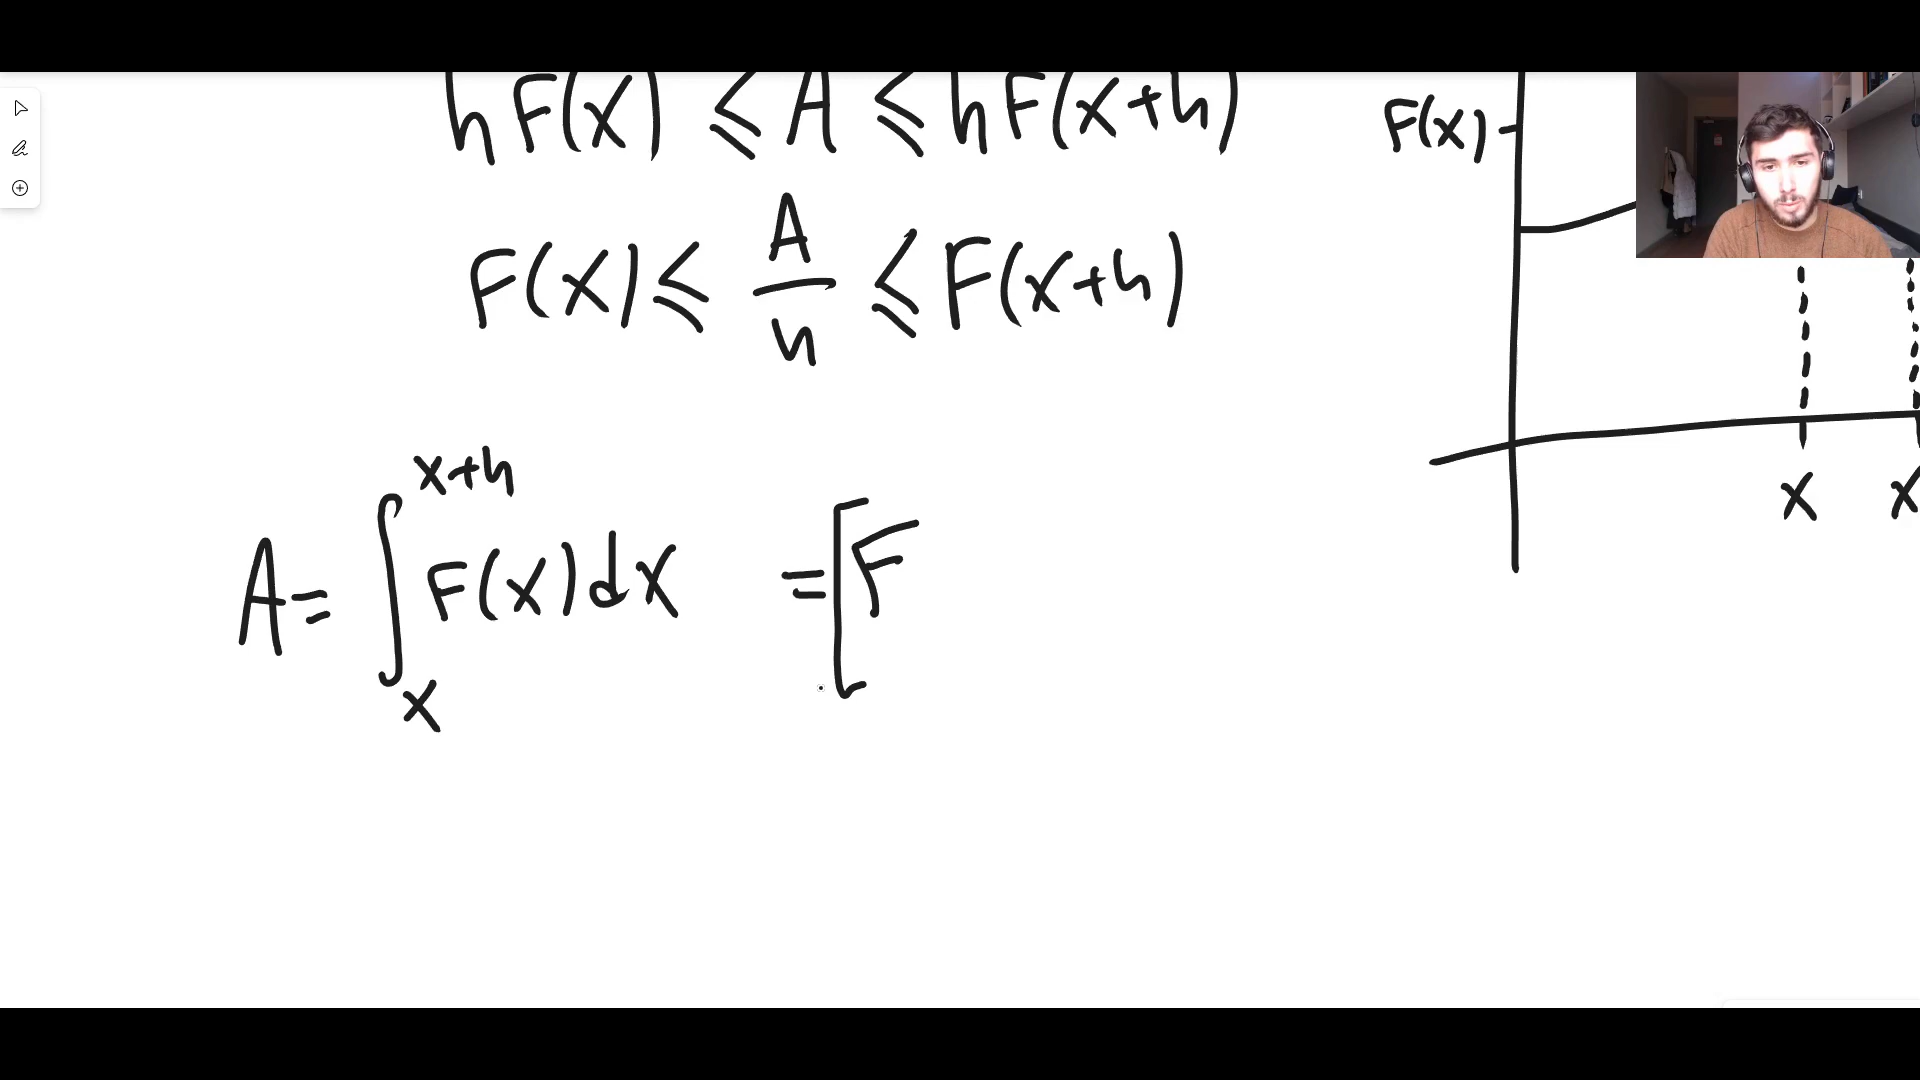 hF(x) ≤ A ≤ hF(x+h)
F(x) ≤ A/h ≤ F(x+h)
A = ∫_x^{x+h} F(x)dx = [F
F(x)
x x